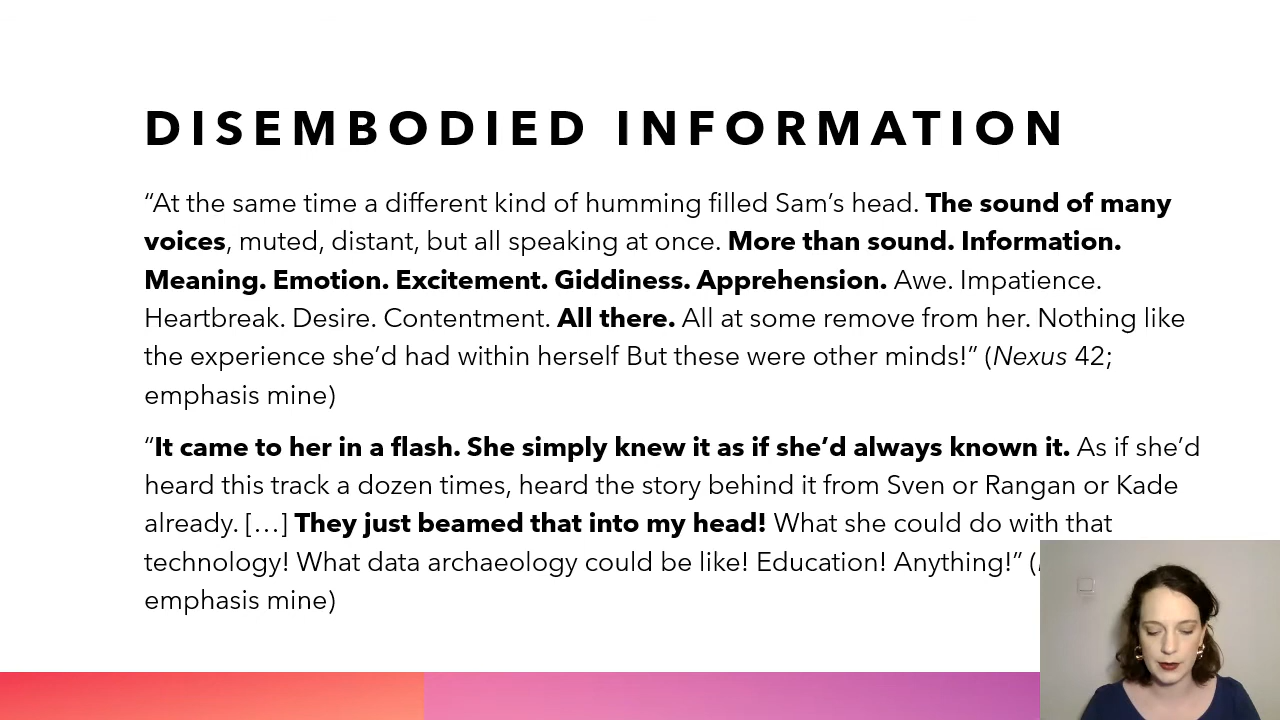 DISEMBODIED INFORMATION
“At the same time a different kind of humming filled Sam’s head. The sound of many
voices, muted, distant, but all speaking at once. More than sound. Information.
Meaning. Emotion. Excitement. Giddiness. Apprehension. Awe. Impatience.
Heartbreak. Desire. Contentment. All there. All at some remove from her. Nothing like
the experience she’d had within herself But these were other minds!” (Nexus 42;
emphasis mine)
“It came to her in a flash. She simply knew it as if she’d always known it. As if she’d
heard this track a dozen times, heard the story behind it from Sven or Rangan or Kade
already. […] They just beamed that into my head! What she could do with that
technology! What data archaeology could be like! Education! Anything!” (
emphasis mine)